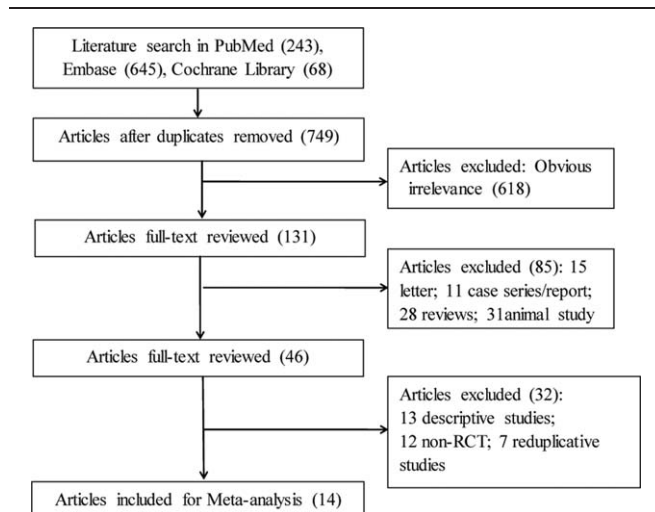 Literature search in PubMed (243),
Embase (645), Cochrane Library (68)
Articles after duplicates removed (749)
Articles excluded: Obvious
irrelevance (618)
Articles full-text reviewed (131)
Articles excluded (85): 15
letter; 11 case series/report;
28 reviews; 31animal study
Articles full-text reviewed (46)
Articles excluded (32):
13 descriptive studies;
12 non-RCT; 7 reduplicative
studies
Articles included for Meta-analysis (14)